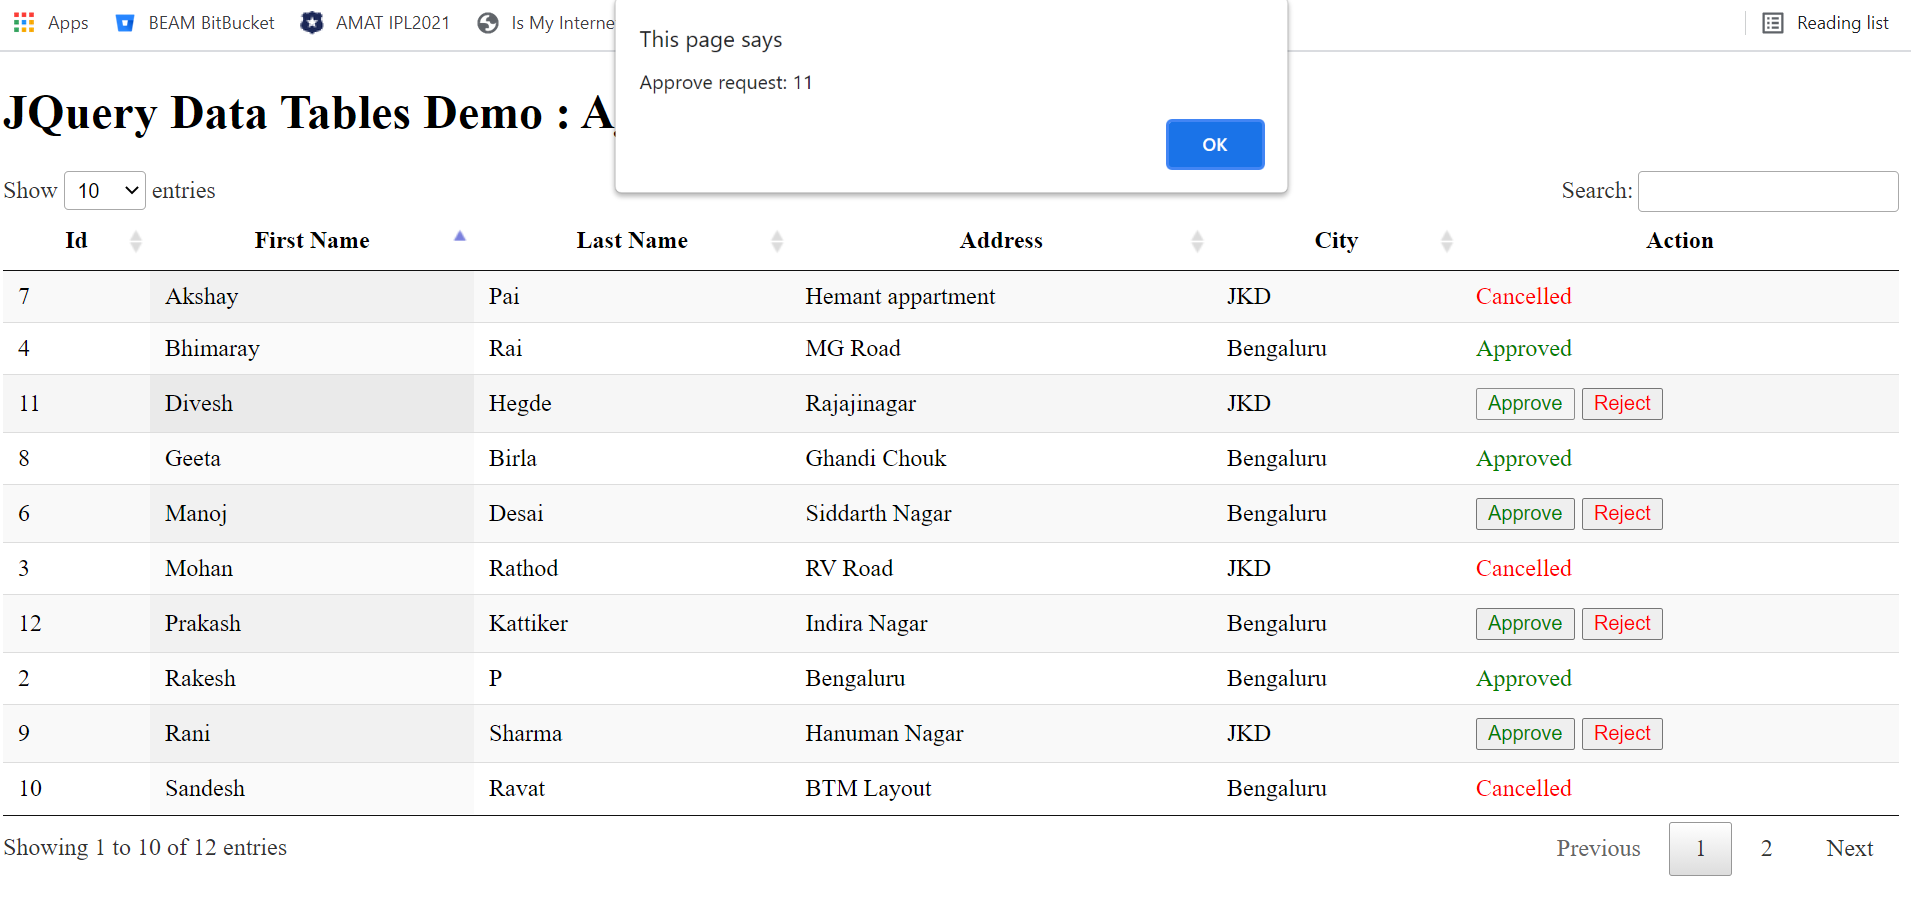 Apps BEAM BitBucket AMAT IPL2021 Is My Interne Reading list
This page says
Approve request: 11
OK
JQuery Data Tables Demo :
Show 10 entries Search:
Id First Name Last Name Address City Action
7 Akshay Pai Hemant appartment JKD Cancelled
4 Bhimaray Rai MG Road Bengaluru Approved
11 Divesh Hegde Rajajinagar JKD Approve Reject
8 Geeta Birla Ghandi Chouk Bengaluru Approved
6 Manoj Desai Siddarth Nagar Bengaluru Approve Reject
3 Mohan Rathod RV Road JKD Cancelled
12 Prakash Kattiker Indira Nagar Bengaluru Approve Reject
2 Rakesh P Bengaluru Bengaluru Approved
9 Rani Sharma Hanuman Nagar JKD Approve Reject
10 Sandesh Ravat BTM Layout Bengaluru Cancelled
Showing 1 to 10 of 12 entries Previous 1 2 Next